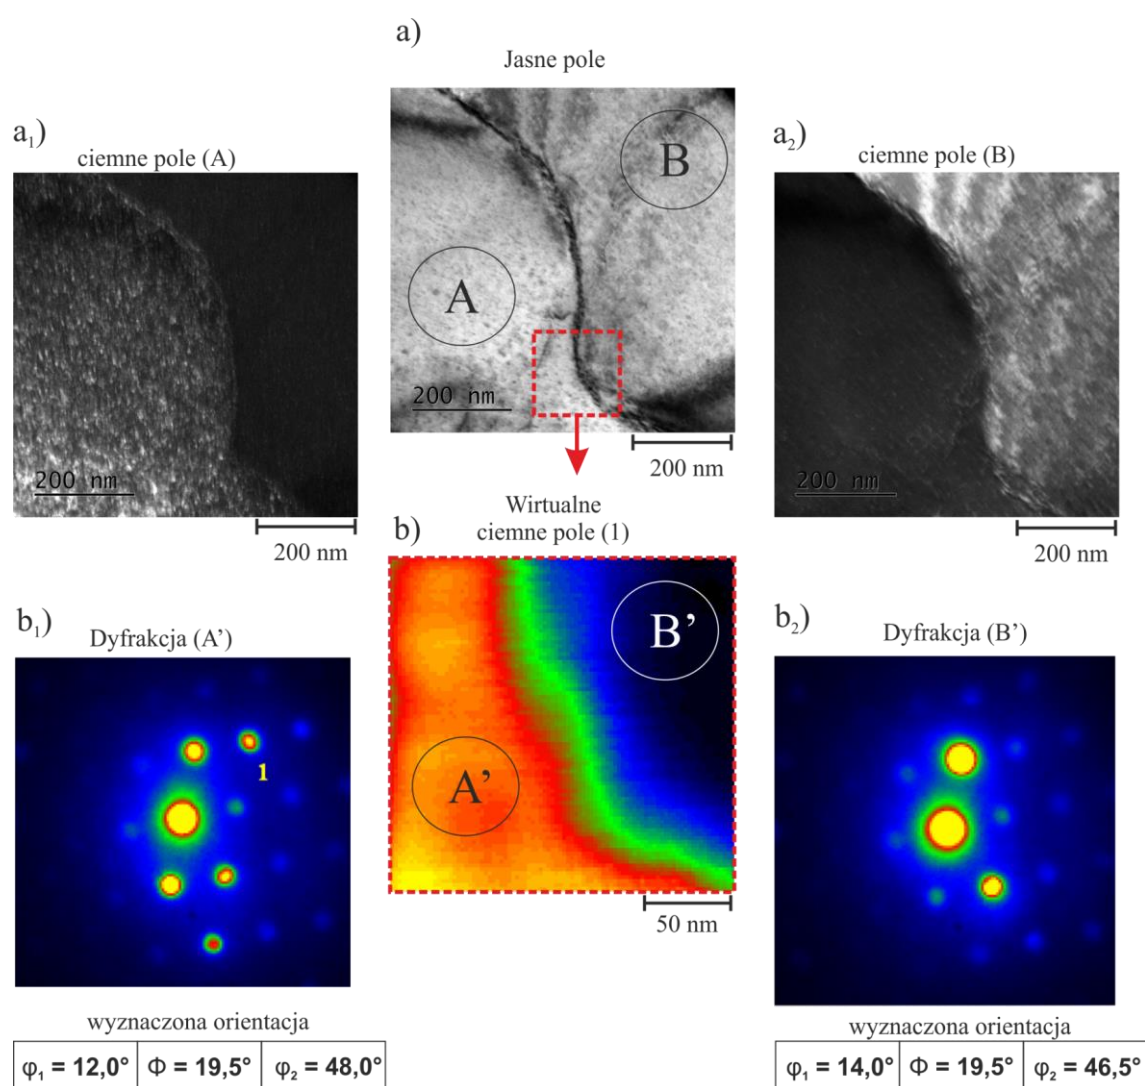 a)
Jasne pole
a₁)
ciemne pole (A)
a₂)
ciemne pole (B)
A
B
200 nm
200 nm
200 nm
200 nm
200 nm
200 nm
Wirtualne
b)
ciemne pole (1)
b₁)
Dyfrakcja (A’)
b₂)
Dyfrakcja (B’)
A’
B’
1
50 nm
wyznaczona orientacja
φ₁ = 12,0° Φ = 19,5° φ₂ = 48,0°
wyznaczona orientacja
φ₁ = 14,0° Φ = 19,5° φ₂ = 46,5°